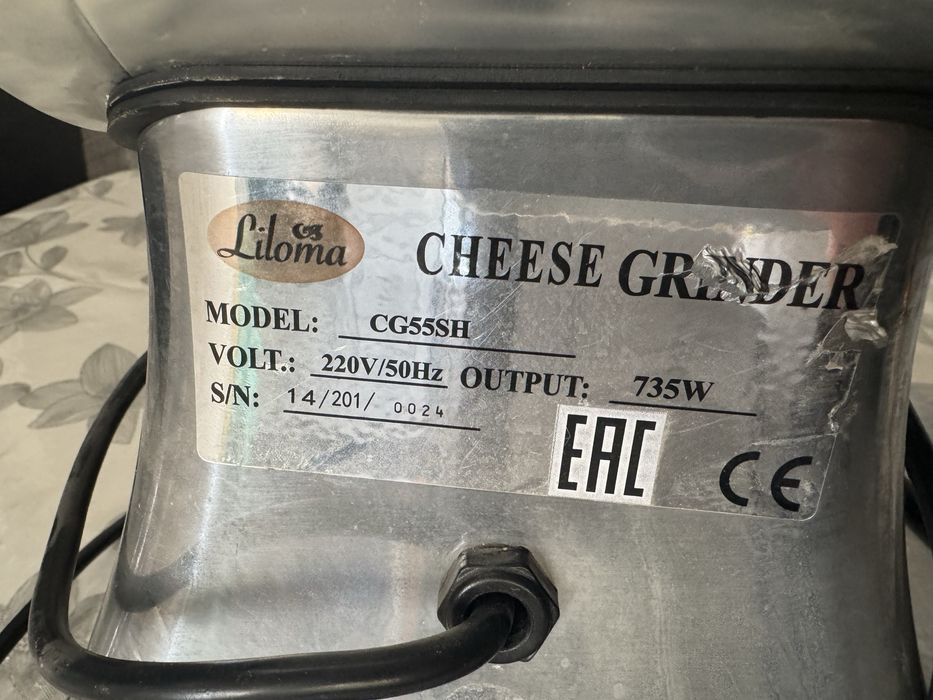 Liloma
CHEESE GRINDER
MODEL: CG55SH
VOLT.: 220V/50Hz OUTPUT: 735W
S/N: 14/201/ 0024
EAC
CE